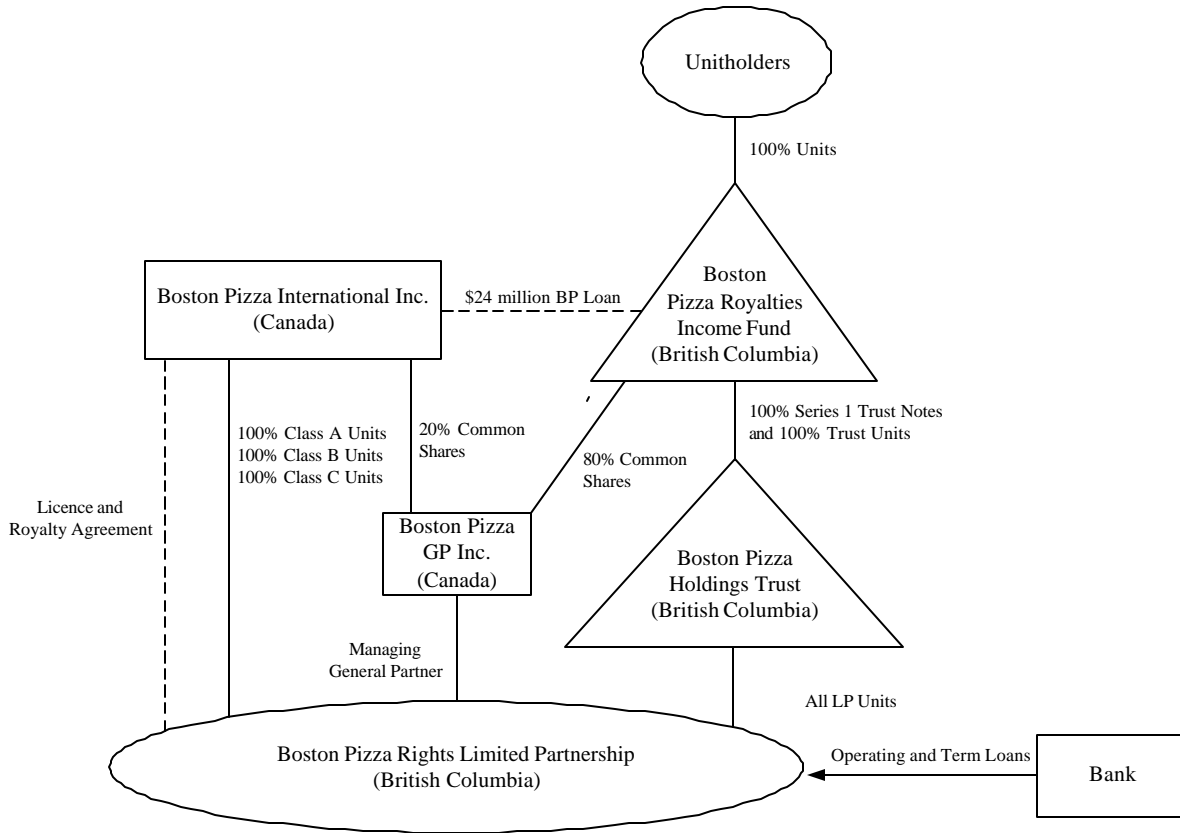 Unitholders
100% Units
Boston
Pizza Royalties
Income Fund
(British Columbia)
Boston Pizza International Inc.
(Canada)
$24 million BP Loan
100% Series 1 Trust Notes
and 100% Trust Units
100% Class A Units
100% Class B Units
100% Class C Units
20% Common
Shares
80% Common
Shares
Licence and
Royalty Agreement
Boston Pizza
GP Inc.
(Canada)
Boston Pizza
Holdings Trust
(British Columbia)
Managing
General Partner
All LP Units
Boston Pizza Rights Limited Partnership
(British Columbia)
Operating and Term Loans
Bank